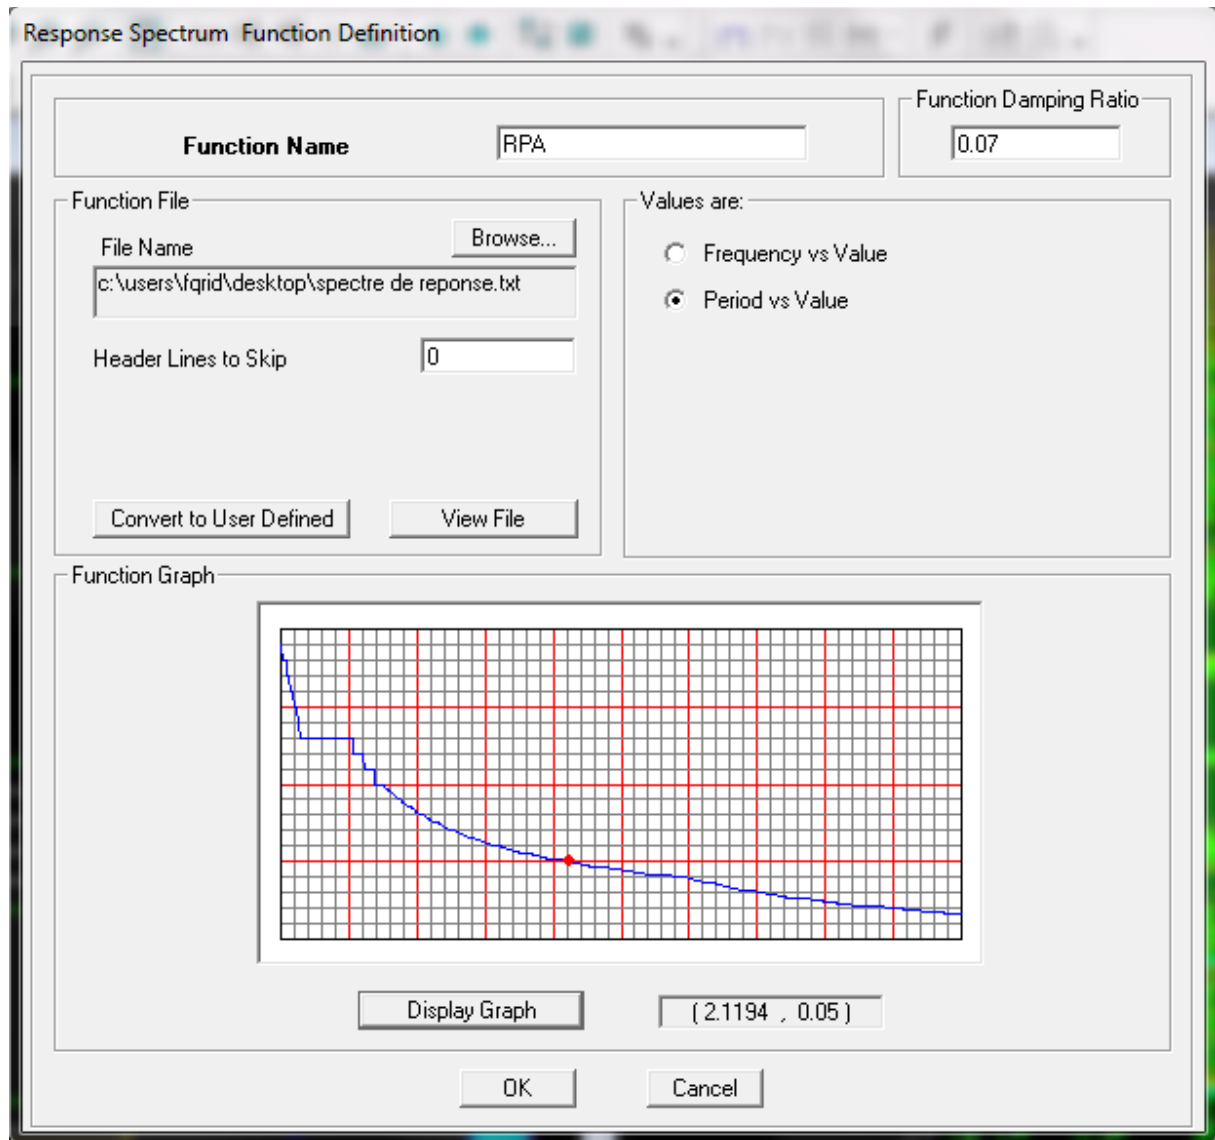 Response Spectrum Function Definition
Function Damping Ratio
Function Name
RPA
0.07
Function File
Values are:
File Name
Browse...
c:\users\fqrid\desktop\spectre de reponse.txt
Frequency vs Value
Period vs Value
Header Lines to Skip
0
Convert to User Defined
View File
Function Graph
Display Graph
( 2.1194 , 0.05 )
OK
Cancel